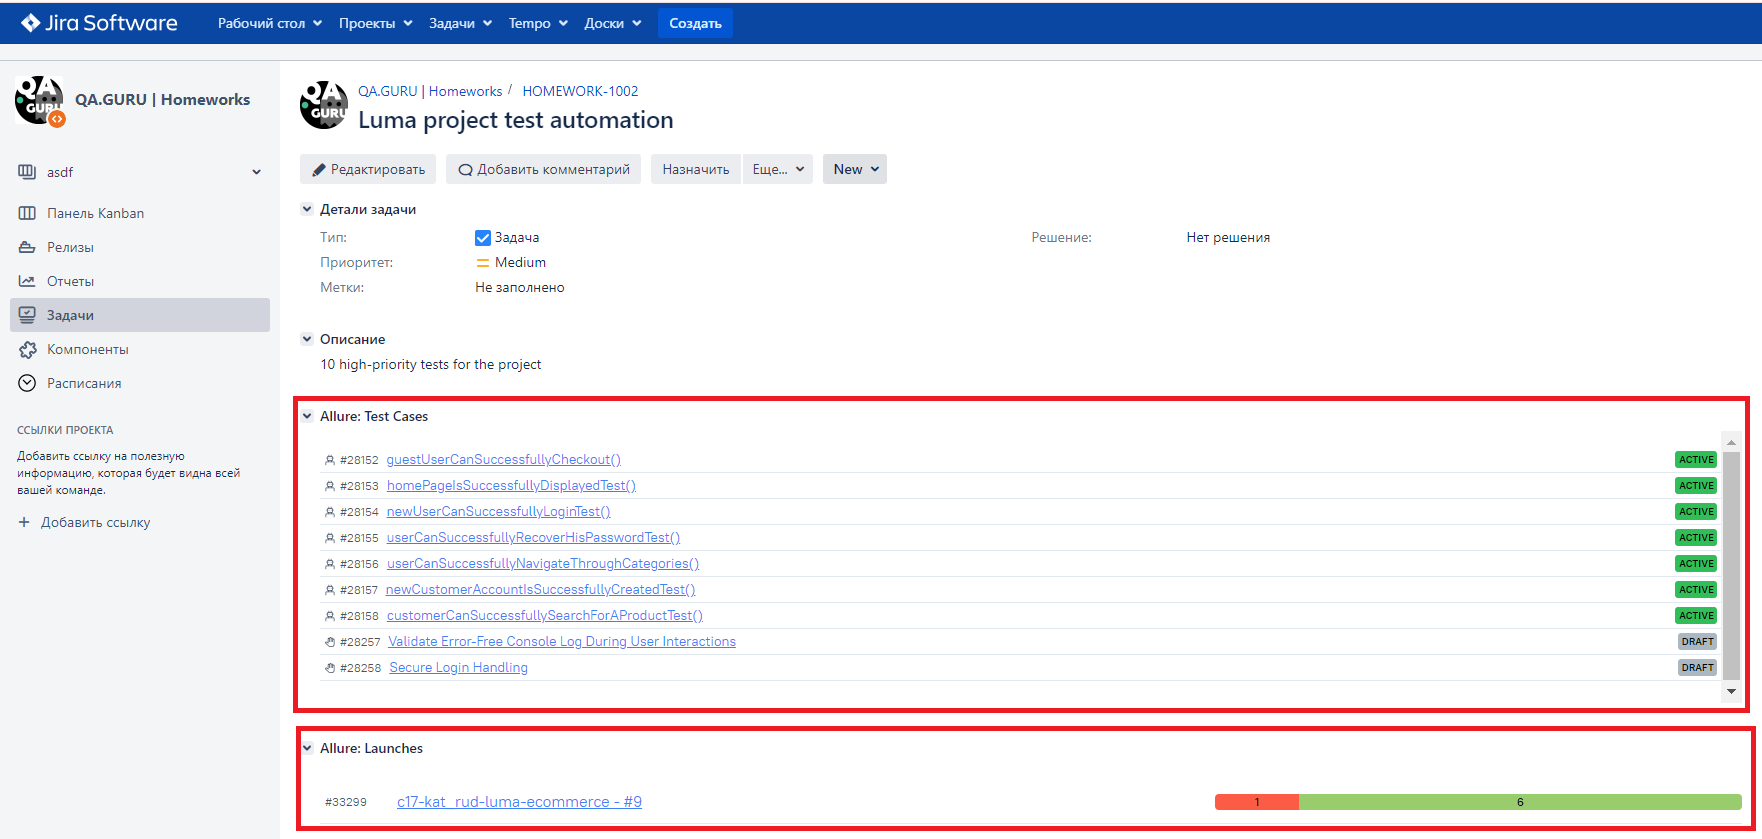 Jira Software
Рабочий стол
Проекты
Задачи
Tempo
Доски
Создать
QA
GURU
QA.GURU | Homeworks
asdf
Панель Kanban
Релизы
Отчеты
Задачи
Компоненты
Расписания
ССЫЛКИ ПРОЕКТА
Добавить ссылку на полезную
информацию, которая будет видна всей
вашей команде.
+ Добавить ссылку
QA
GURU
QA.GURU | Homeworks / HOMEWORK-1002
Luma project test automation
Редактировать
Добавить комментарий
Назначить
Еще...
New
Детали задачи
Тип: Задача
Решение: Нет решения
Приоритет: Medium
Метки: Не заполнено
Описание
10 high-priority tests for the project
Allure: Test Cases
#28152 guestUserCanSuccessfullyCheckout() ACTIVE
#28153 homePageIsSuccessfullyDisplayedTest() ACTIVE
#28154 newUserCanSuccessfullyLoginTest() ACTIVE
#28155 userCanSuccessfullyRecoverHisPasswordTest() ACTIVE
#28156 userCanSuccessfullyNavigateThroughCategories() ACTIVE
#28157 newCustomerAccountIsSuccessfullyCreatedTest() ACTIVE
#28158 customerCanSuccessfullySearchForAProductTest() ACTIVE
#28257 Validate Error-Free Console Log During User Interactions DRAFT
#28258 Secure Login Handling DRAFT
Allure: Launches
#33299 c17-kat_rud-luma-ecommerce - #9 1 6